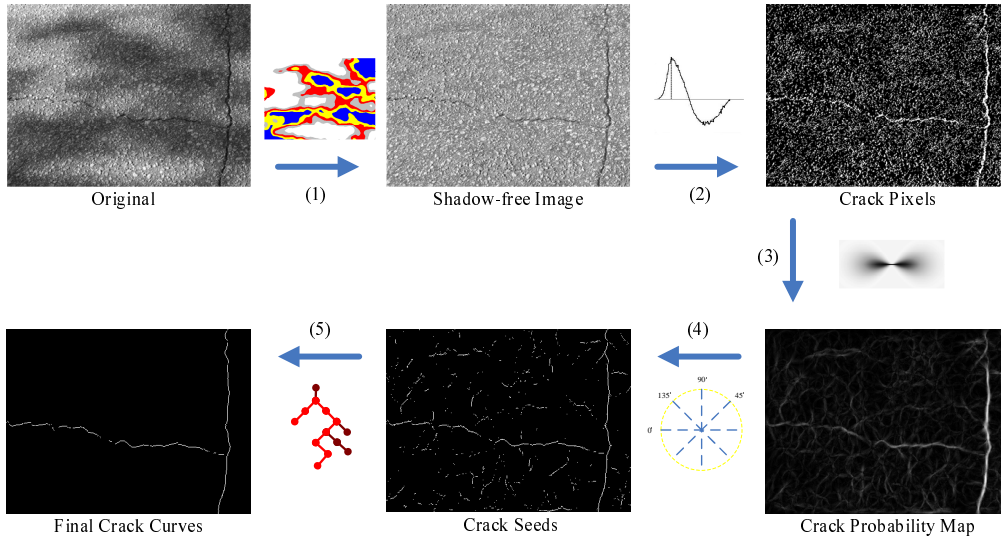 Original
(1)
Shadow-free Image
(2)
Crack Pixels
(3)
Crack Probability Map
(4)
90'
135'
45'
0'
Crack Seeds
(5)
Final Crack Curves